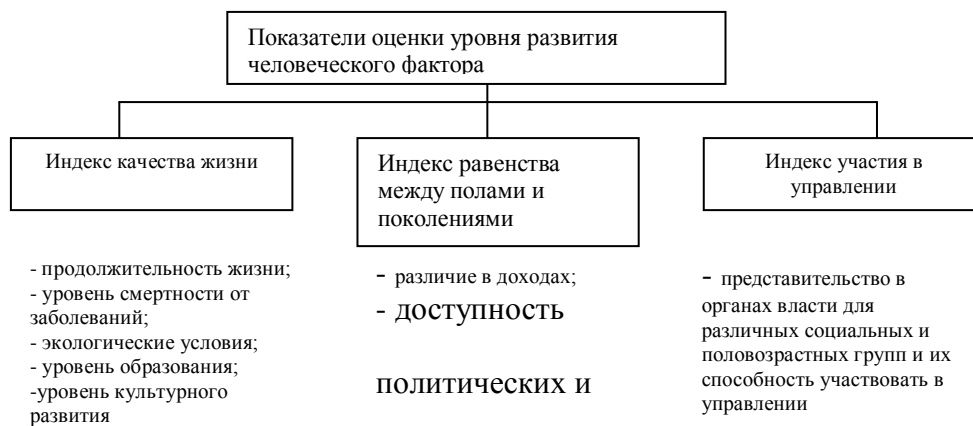 Показатели оценки уровня развития
человеческого фактора
Индекс качества жизни
Индекс равенства
между полами и
поколениями
Индекс участия в
управлении
- продолжительность жизни;
- уровень смертности от
заболеваний;
- экологические условия;
- уровень образования;
-уровень культурного
развития
- различие в доходах;
- доступность
политических и
- представительство в
органах власти для
различных социальных и
половозрастных групп и их
способность участвовать в
управлении